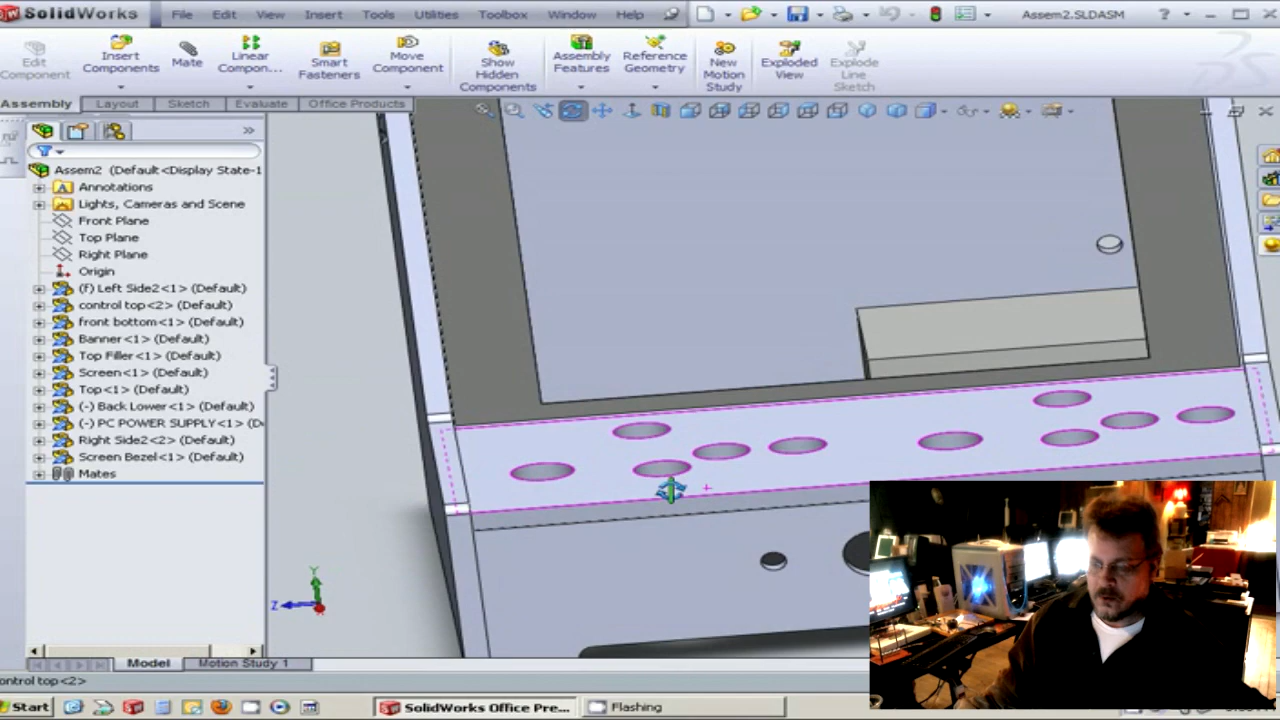 SolidWorks File Edit View Insert Tools Utilities Toolbox Window Help Assem2.SLDASM ?
Edit Component
Insert Components
Mate
Linear Compon...
Smart Fasteners
Move Component
Show Hidden Components
Assembly Features
Reference Geometry
New Motion Study
Exploded View
Explode Line Sketch
Assembly Layout Sketch Evaluate Office Products
Assem2 (Default<Display State-1
Annotations
Lights, Cameras and Scene
Front Plane
Top Plane
Right Plane
Origin
(f) Left Side2<1> (Default)
control top<2> (Default)
front bottom<1> (Default)
Banner<1> (Default)
Top Filler<1> (Default)
Screen<1> (Default)
Top<1> (Default)
(-) Back Lower<1> (Default)
(-) PC POWER SUPPLY<1> (D
Right Side2<2> (Default)
Screen Bezel<1> (Default)
Mates
Y
Z
Model Motion Study 1
ontrol top<2>
Start SolidWorks Office Pre... Flashing